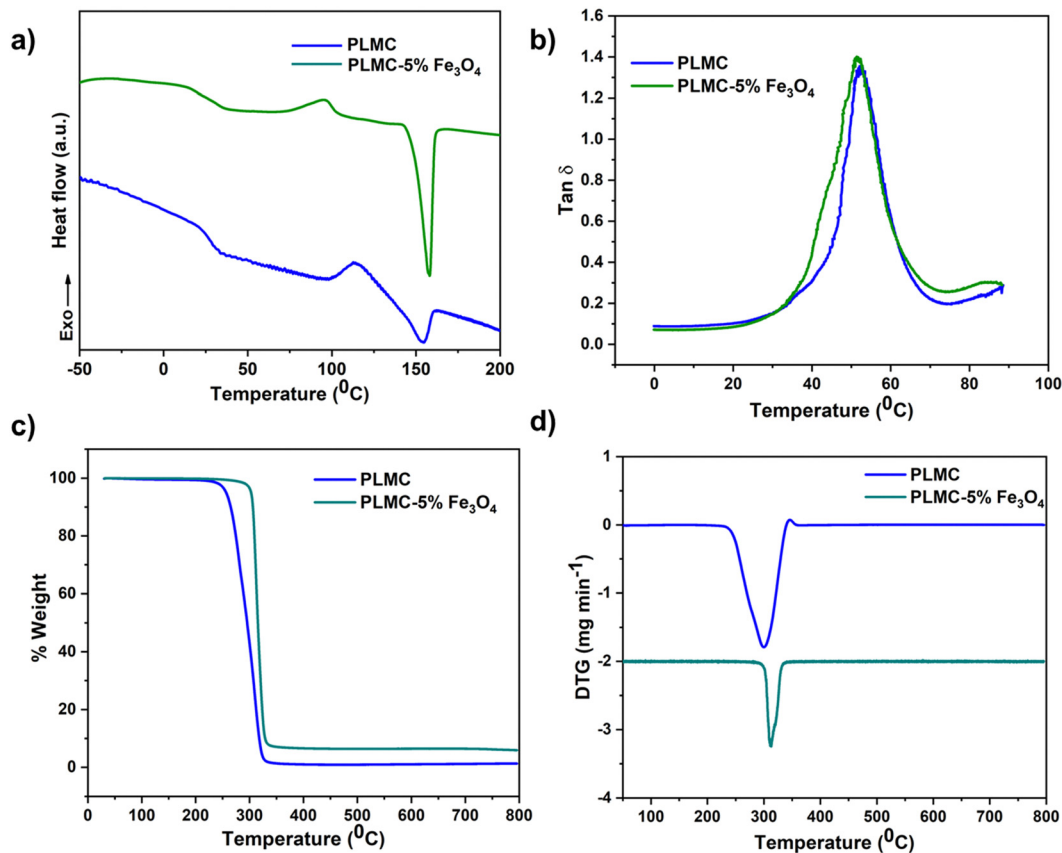 a)
PLMC
PLMC-5% Fe₃O₄
Heat flow (a.u.)
Exo
-50 0 50 100 150 200
Temperature (⁰C)
b)
PLMC
PLMC-5% Fe₃O₄
Tan δ
1.6
1.4
1.2
1.0
0.8
0.6
0.4
0.2
0.0
0 20 40 60 80 100
Temperature (⁰C)
c)
PLMC
PLMC-5% Fe₃O₄
% Weight
100
80
60
40
20
0
0 100 200 300 400 500 600 700 800
Temperature (⁰C)
d)
PLMC
PLMC-5% Fe₃O₄
DTG (mg min⁻¹)
1
0
-1
-2
-3
-4
100 200 300 400 500 600 700 800
Temperature (⁰C)